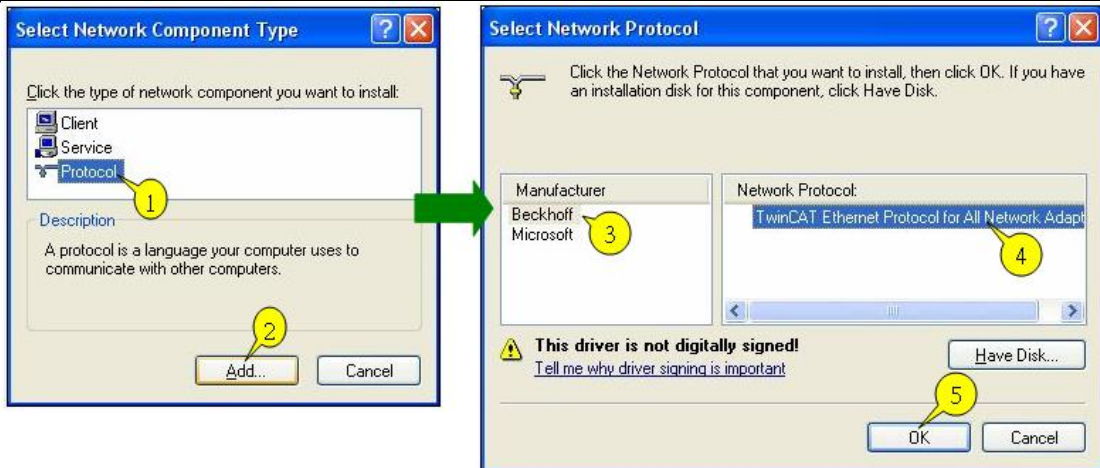 Select Network Component Type
Click the type of network component you want to install:
Client
Service
Protocol
1
Description
A protocol is a language your computer uses to
communicate with other computers.
2
Add...
Cancel
Select Network Protocol
Click the Network Protocol that you want to install, then click OK. If you have
an installation disk for this component, click Have Disk.
Manufacturer
Beckhoff
Microsoft
3
Network Protocol:
TwinCAT Ethernet Protocol for All Network Adapt
4
This driver is not digitally signed!
Tell me why driver signing is important
Have Disk...
5
OK
Cancel